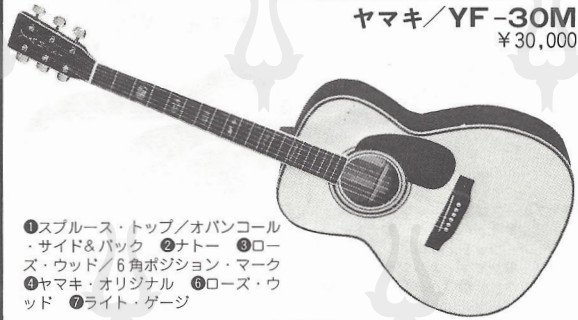 ヤマキ／YF-30M
￥30,000
❶スプルース・トップ／オバンコール
・サイド&バック ❷ナトー ❸ロー
ズ・ウッド 6角ポジション・マーク
❹ヤマキ・オリジナル ❻ローズ・ウ
ッド ❼ライト・ゲージ